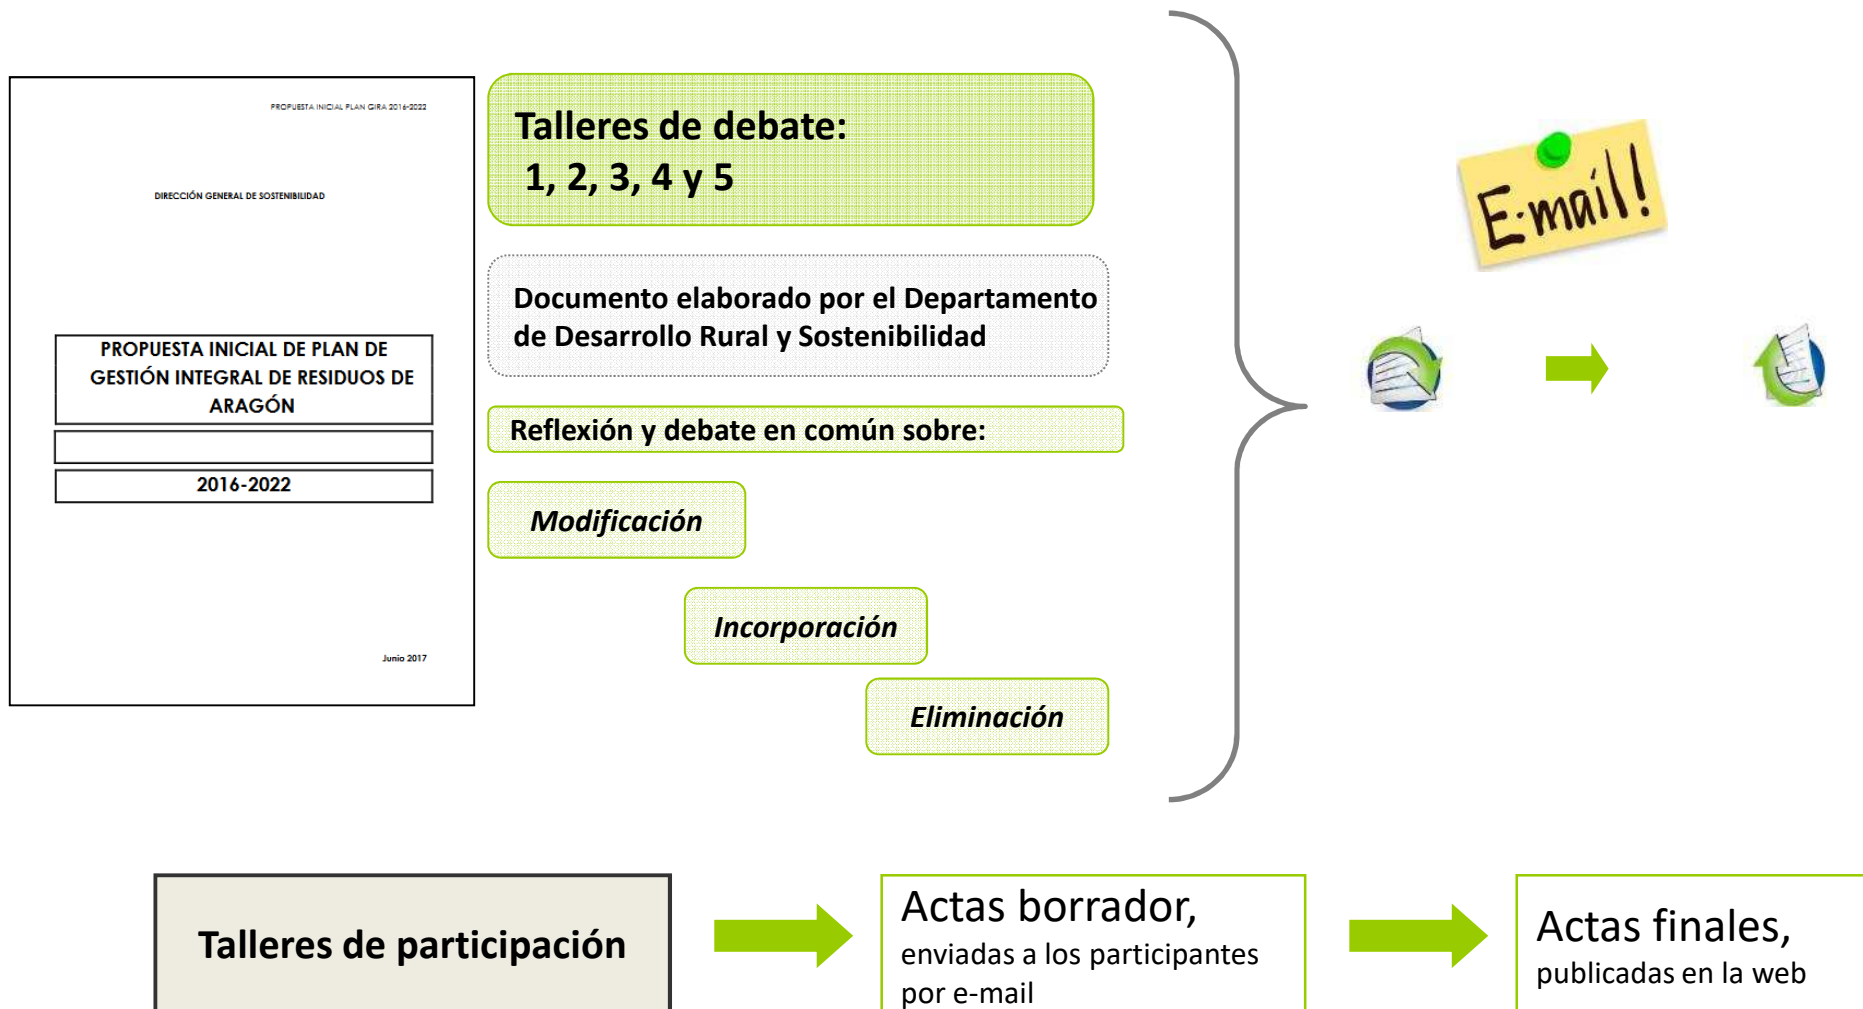 PROPUESTA INICIAL PLAN GIRA 2016-2022
DIRECCIÓN GENERAL DE SOSTENIBILIDAD
PROPUESTA INICIAL DE PLAN DE
GESTIÓN INTEGRAL DE RESIDUOS DE
ARAGÓN
2016-2022
Junio 2017
Talleres de debate:
1, 2, 3, 4 y 5
Documento elaborado por el Departamento
de Desarrollo Rural y Sostenibilidad
Reflexión y debate en común sobre:
Modificación
Incorporación
Eliminación
E-mail!
Talleres de participación
Actas borrador,
enviadas a los participantes
por e-mail
Actas finales,
publicadas en la web